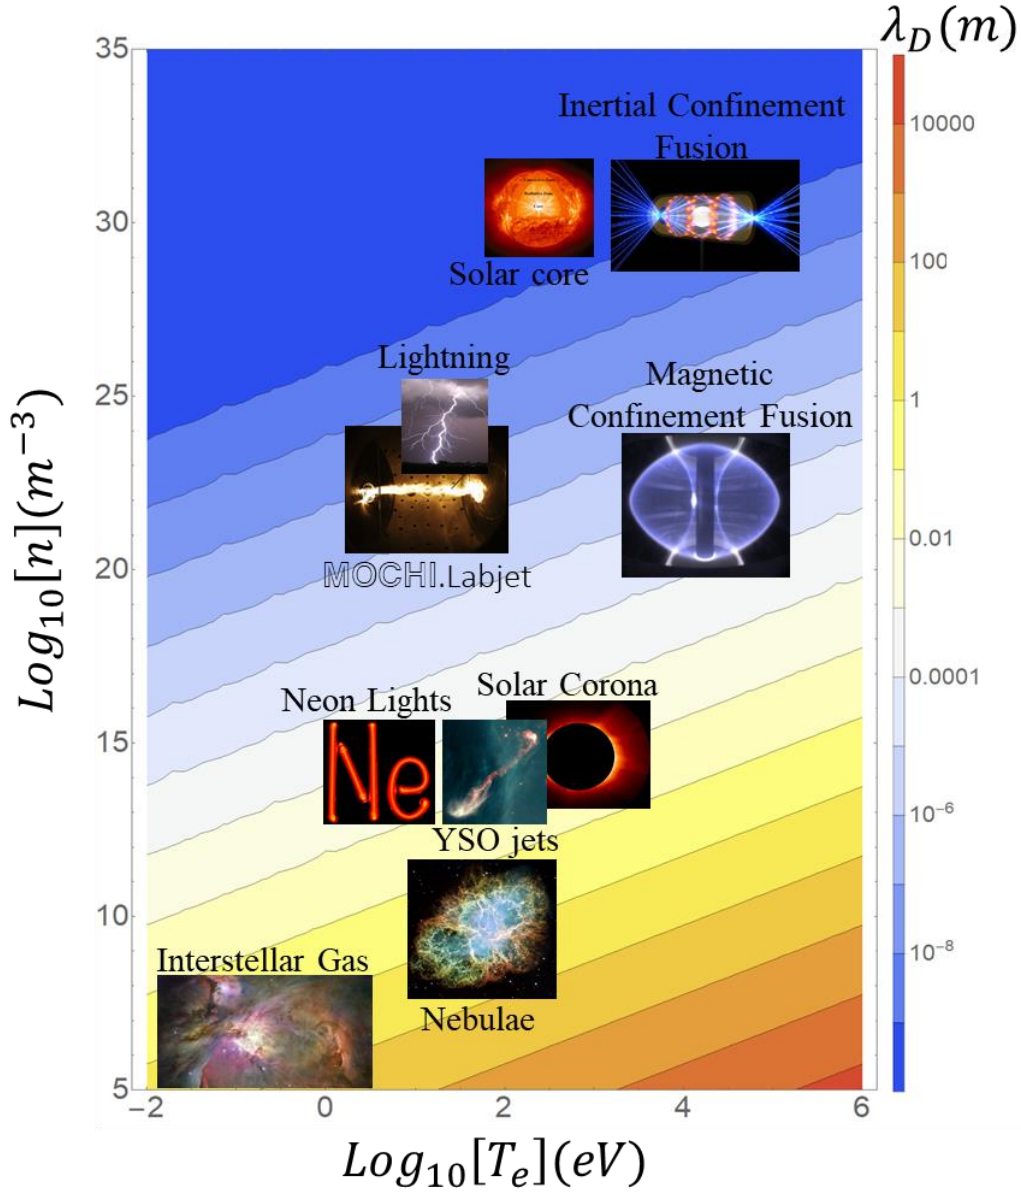 λ_D(m)
35
Inertial Confinement
Fusion
10000
30
Solar core
100
Lightning
Magnetic
Confinement Fusion
25
1
Log₁₀[n](m⁻³)
0.01
20
MOCHI.Labjet
0.0001
Solar Corona
Neon Lights
Ne
15
10⁻⁶
YSO jets
10
10⁻⁸
Interstellar Gas
Nebulae
5
−2
0
2
4
6
Log₁₀[Tₑ](eV)